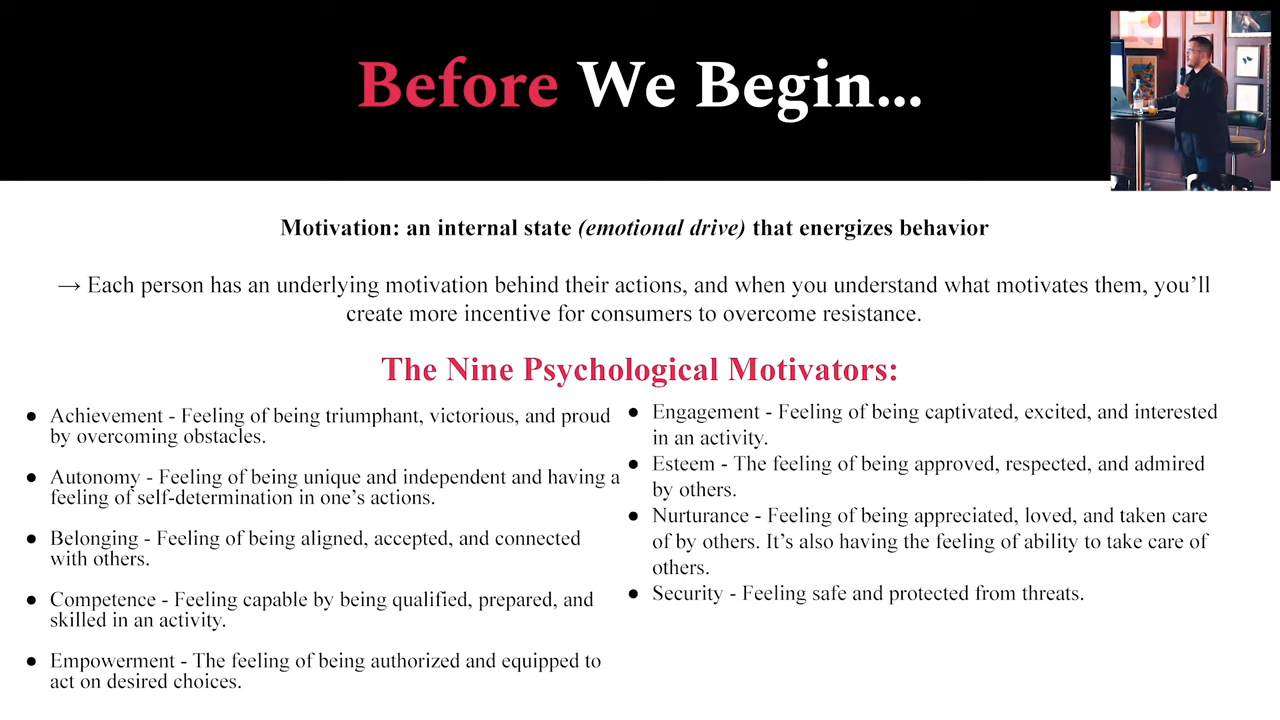 Before We Begin...
Motivation: an internal state (emotional drive) that energizes behavior
→ Each person has an underlying motivation behind their actions, and when you understand what motivates them, you’ll
create more incentive for consumers to overcome resistance.
The Nine Psychological Motivators:
● Achievement - Feeling of being triumphant, victorious, and proud
by overcoming obstacles.
● Autonomy - Feeling of being unique and independent and having a
feeling of self-determination in one’s actions.
● Belonging - Feeling of being aligned, accepted, and connected
with others.
● Competence - Feeling capable by being qualified, prepared, and
skilled in an activity.
● Empowerment - The feeling of being authorized and equipped to
act on desired choices.
● Engagement - Feeling of being captivated, excited, and interested
in an activity.
● Esteem - The feeling of being approved, respected, and admired
by others.
● Nurturance - Feeling of being appreciated, loved, and taken care
of by others. It’s also having the feeling of ability to take care of
others.
● Security - Feeling safe and protected from threats.